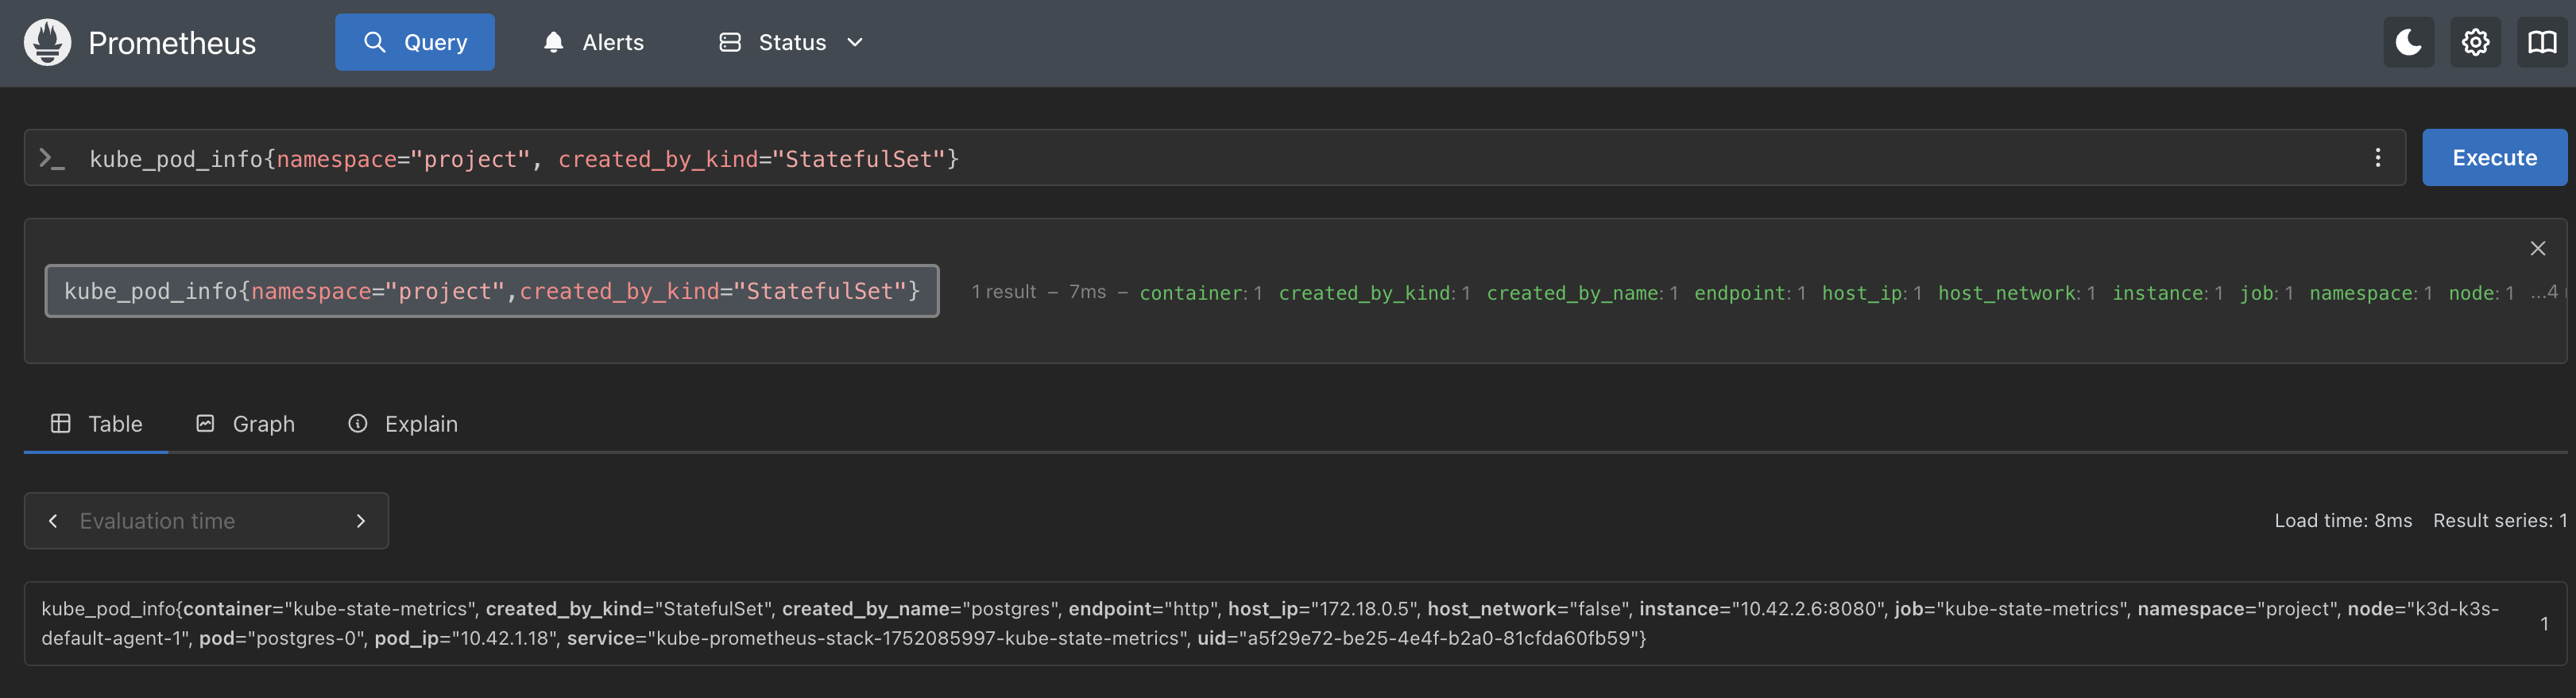 Prometheus Query Alerts Status
>_ kube_pod_info{namespace="project", created_by_kind="StatefulSet"} Execute
kube_pod_info{namespace="project",created_by_kind="StatefulSet"} 1 result – 7ms – container: 1 created_by_kind: 1 created_by_name: 1 endpoint: 1 host_ip: 1 host_network: 1 instance: 1 job: 1 namespace: 1 node: 1 ...4
Table Graph Explain
Evaluation time Load time: 8ms Result series: 1
kube_pod_info{container="kube-state-metrics", created_by_kind="StatefulSet", created_by_name="postgres", endpoint="http", host_ip="172.18.0.5", host_network="false", instance="10.42.2.6:8080", job="kube-state-metrics", namespace="project", node="k3d-k3s-
default-agent-1", pod="postgres-0", pod_ip="10.42.1.18", service="kube-prometheus-stack-1752085997-kube-state-metrics", uid="a5f29e72-be25-4e4f-b2a0-81cfda60fb59"} 1